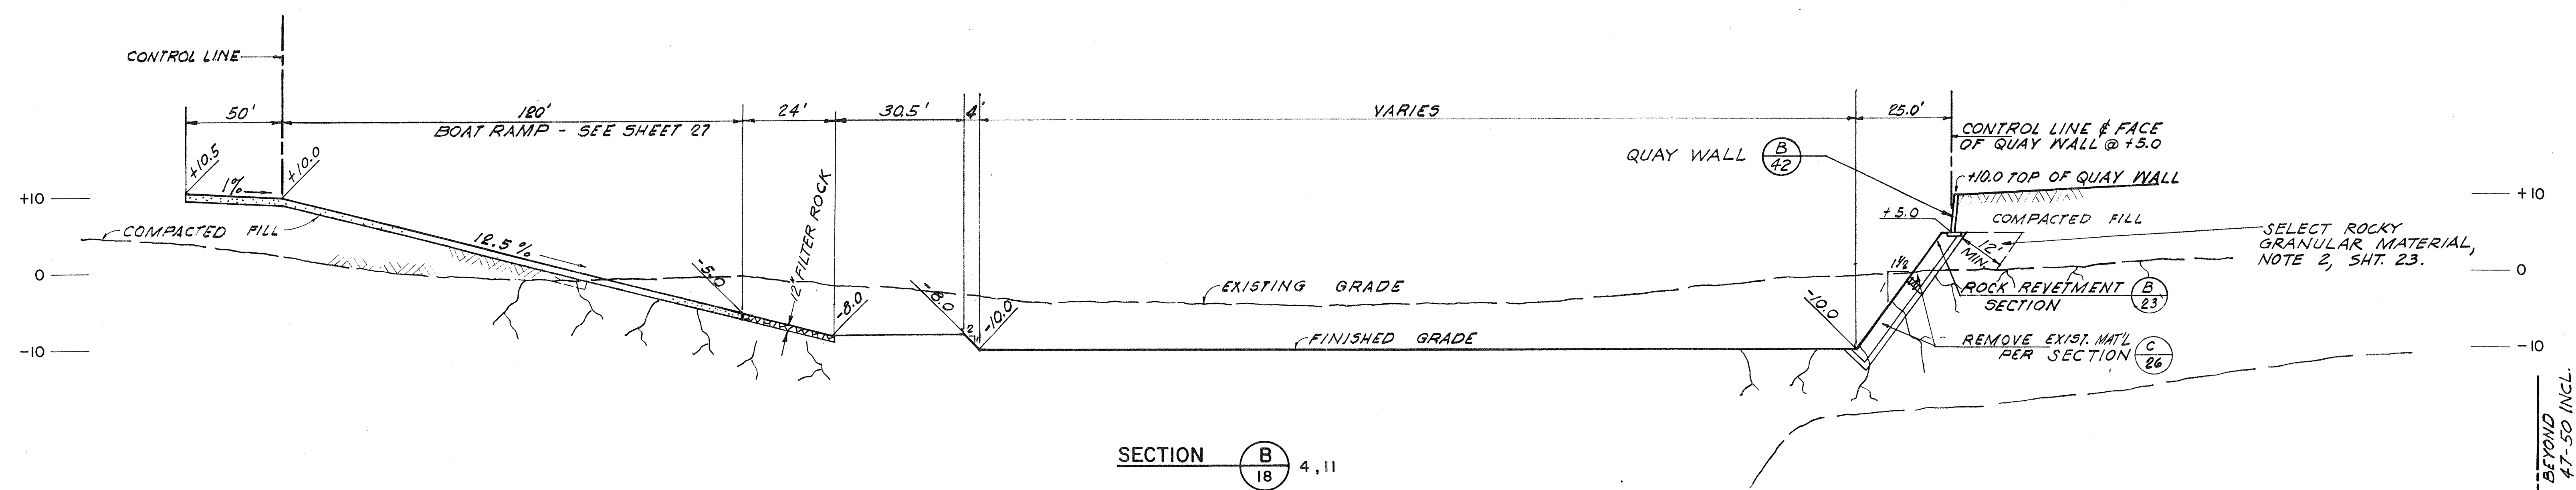 CONTROL LINE
50'
120'
24'
30.5'
4'
VARIES
25.0'
BOAT RAMP - SEE SHEET 27
CONTROL LINE & FACE
OF QUAY WALL @ +5.0
QUAY WALL
B
42
+10.5
+10.0
1%
+10.0 TOP OF QUAY WALL
+10
+10
COMPACTED FILL
12.5%
12" FILTER ROCK
+5.0
COMPACTED FILL
12'
MIN.
SELECT ROCKY
GRANULAR MATERIAL,
NOTE 2, SHT. 23.
0
0
-5.0
-8.0
-8.0
-10.0
2
1
EXISTING GRADE
-10.0
1 1/2
1
ROCK REVETMENT
SECTION
B
23
FINISHED GRADE
REMOVE EXIST. MAT'L
PER SECTION
C
26
-10
-10
SECTION
B
18
4, 11
BEYOND
47-50 INCL.